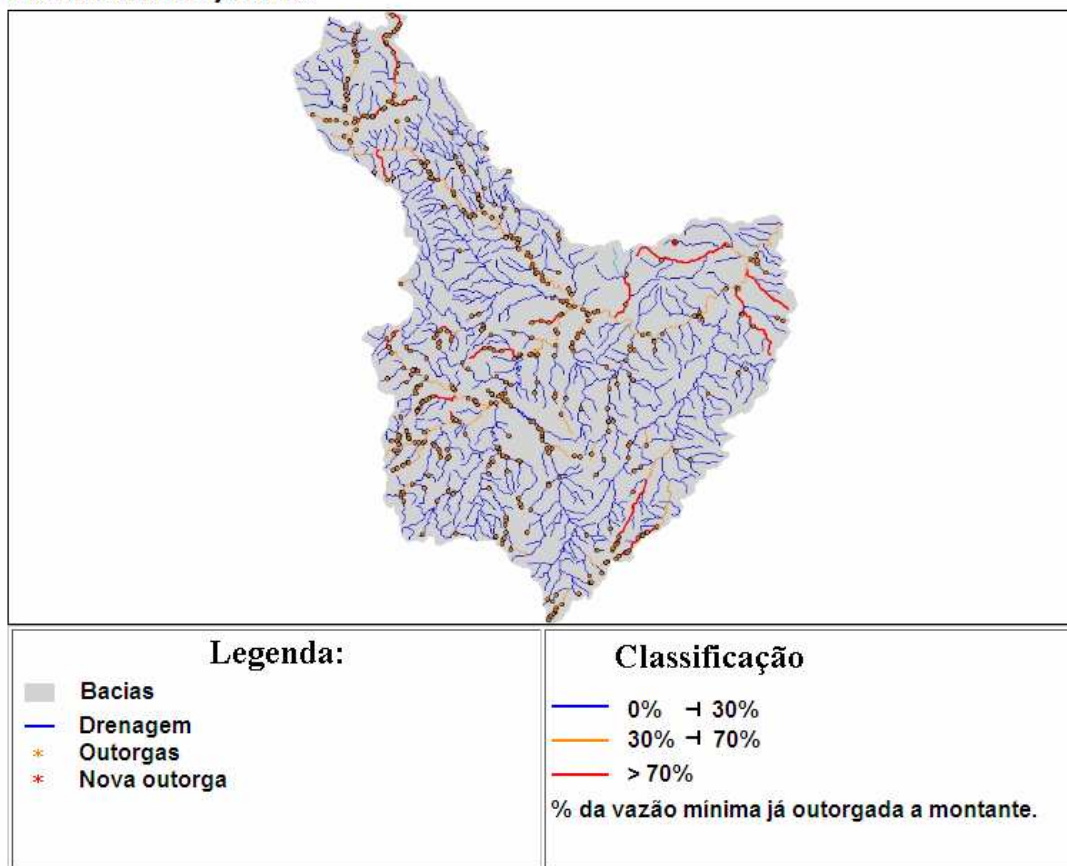 Legenda:
Bacias
Drenagem
Outorgas
Nova outorga
Classificação
0% ⊣ 30%
30% ⊣ 70%
> 70%
% da vazão mínima já outorgada a montante.